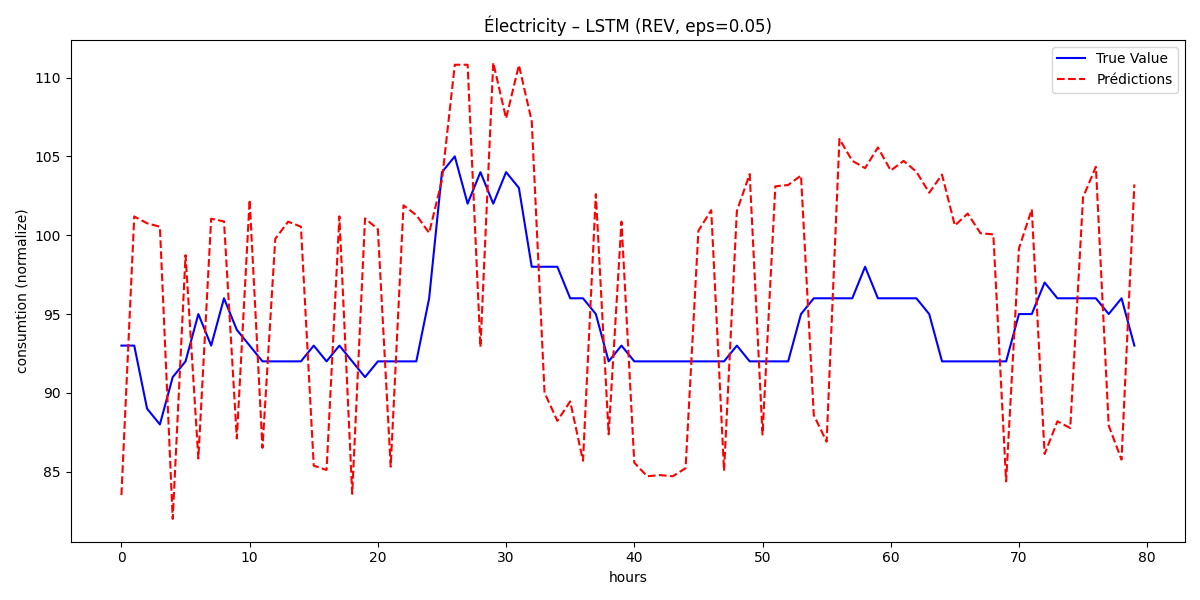 Électricity – LSTM (REV, eps=0.05)
True Value
Prédictions
consumtion (normalize)
110
105
100
95
90
85
0 10 20 30 40 50 60 70 80
hours